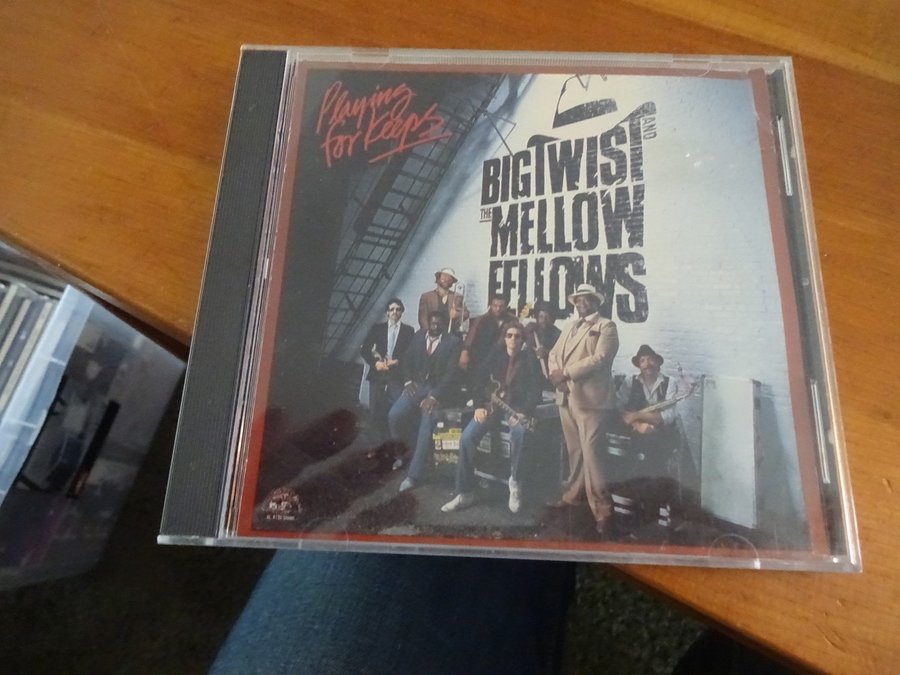 Playing
for Keeps
BIG TWIST
AND
THE
MELLOW
FELLOWS